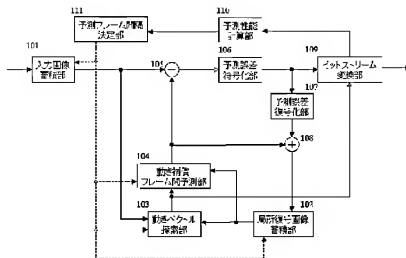 111
予測フレーム間隔
決定部
110
予測性能
計算部
101
入力画像
蓄積部
105
106
予測誤差
符号化部
109
ビットストリーム
変換部
107
予測誤差
復号化部
108
104
動き補償
フレーム間予測部
103
動きベクトル
探索部
102
局所復号画像
蓄積部